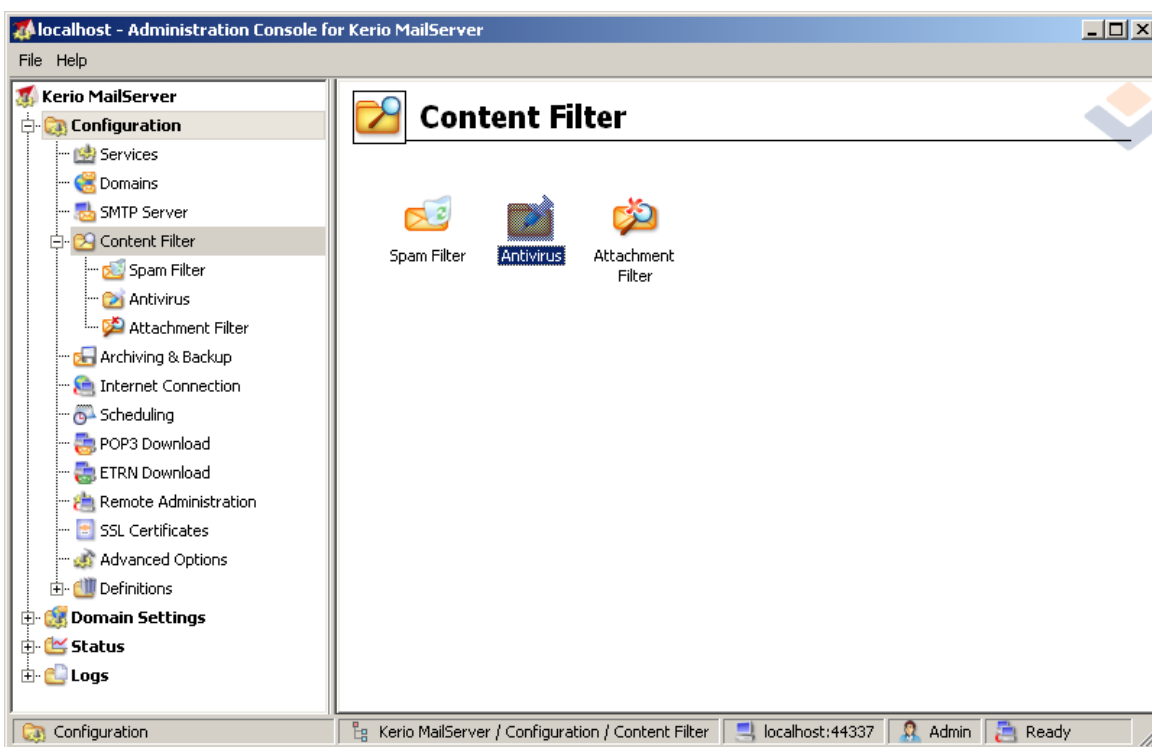 localhost - Administration Console for Kerio MailServer
File Help
Kerio MailServer
Configuration
Services
Domains
SMTP Server
Content Filter
Spam Filter
Antivirus
Attachment Filter
Archiving & Backup
Internet Connection
Scheduling
POP3 Download
ETRN Download
Remote Administration
SSL Certificates
Advanced Options
Definitions
Domain Settings
Status
Logs
Content Filter
Spam Filter
Antivirus
Attachment
Filter
Configuration
Kerio MailServer / Configuration / Content Filter
localhost:44337
Admin
Ready